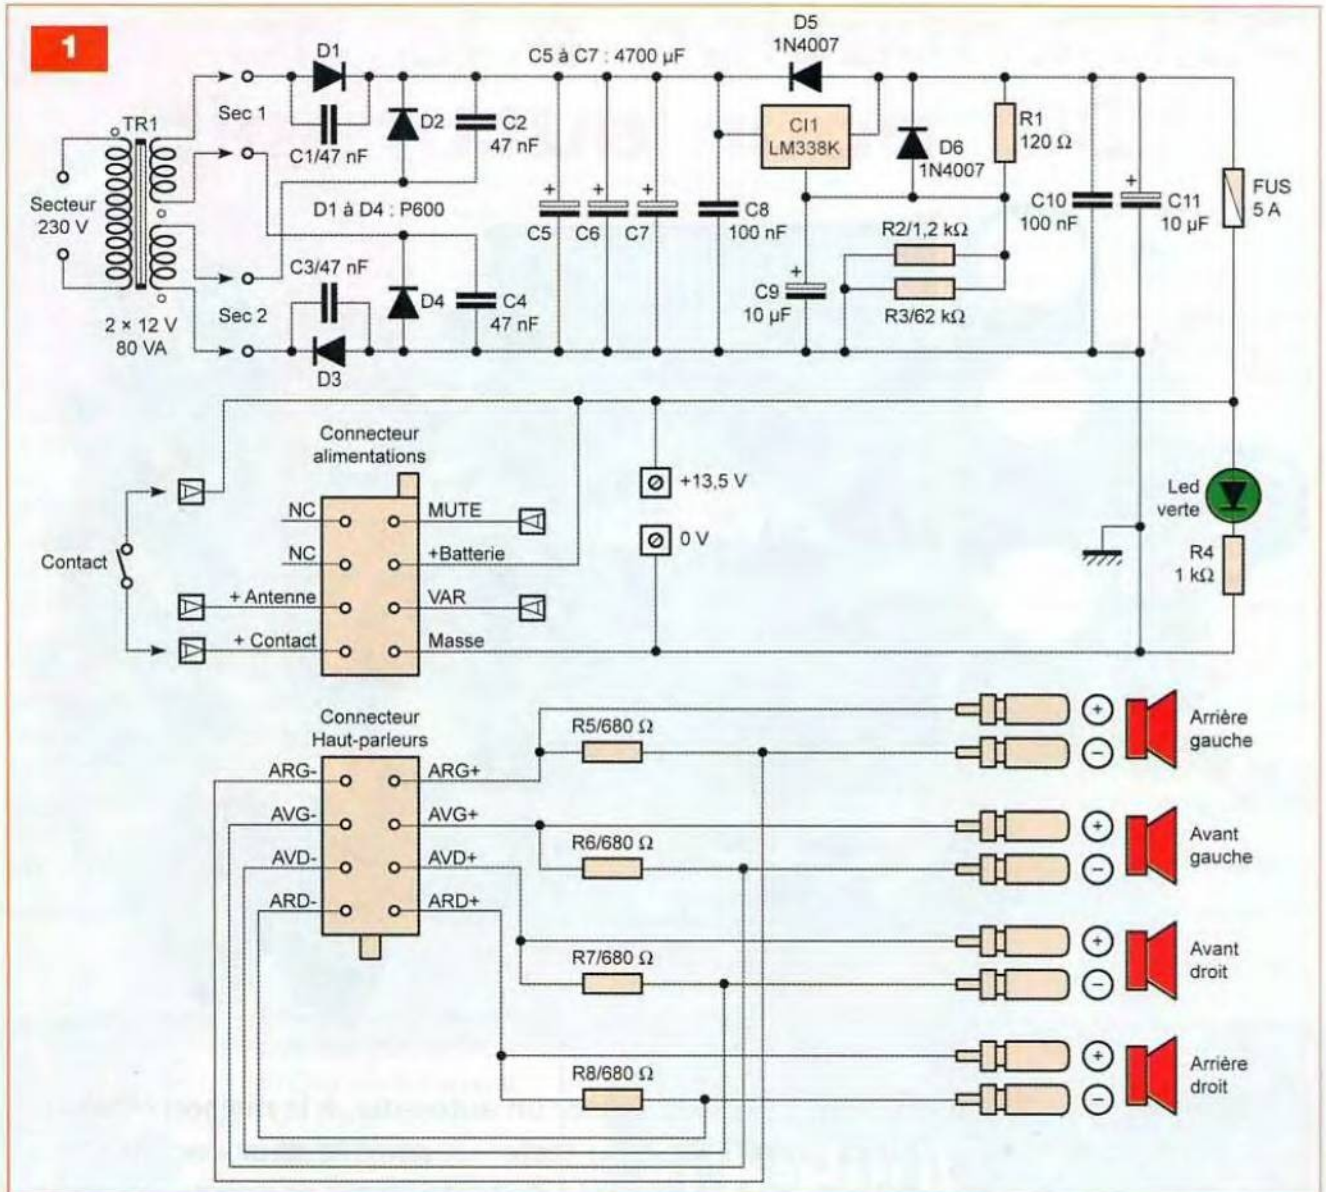 1
D5
1N4007
D1
C5 à C7 : 4700 µF
Sec 1
TR1
C1/47 nF
D2
C2
47 nF
CI1
LM338K
D6
1N4007
R1
120 Ω
Secteur
230 V
D1 à D4 : P600
C5
C6
C7
C8
100 nF
R2/1,2 kΩ
C10
100 nF
C11
10 µF
FUS
5 A
C3/47 nF
D4
C4
47 nF
C9
10 µF
R3/62 kΩ
2 × 12 V
80 VA
Sec 2
D3
Connecteur
alimentations
+13,5 V
0 V
Led
verte
R4
1 kΩ
Contact
NC
MUTE
NC
+Batterie
+ Antenne
VAR
+ Contact
Masse
Connecteur
Haut-parleurs
R5/680 Ω
Arrière
gauche
ARG-
ARG+
AVG-
AVG+
R6/680 Ω
Avant
gauche
AVD-
AVD+
ARD-
ARD+
R7/680 Ω
Avant
droit
R8/680 Ω
Arrière
droit